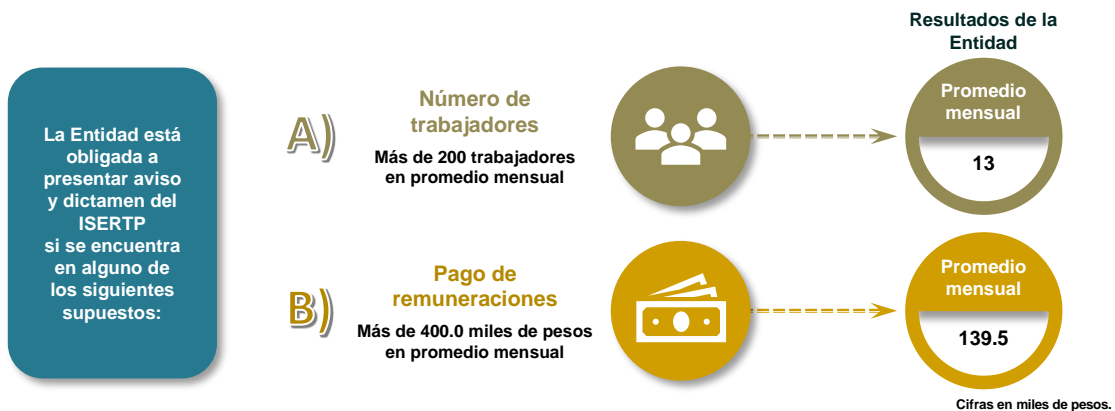 La Entidad está
obligada a
presentar aviso
y dictamen del
ISERTP
si se encuentra
en alguno de
los siguientes
supuestos:
A)
Número de
trabajadores
Más de 200 trabajadores
en promedio mensual
Resultados de la
Entidad
Promedio
mensual
13
B)
Pago de
remuneraciones
Más de 400.0 miles de pesos
en promedio mensual
Promedio
mensual
139.5
Cifras en miles de pesos.